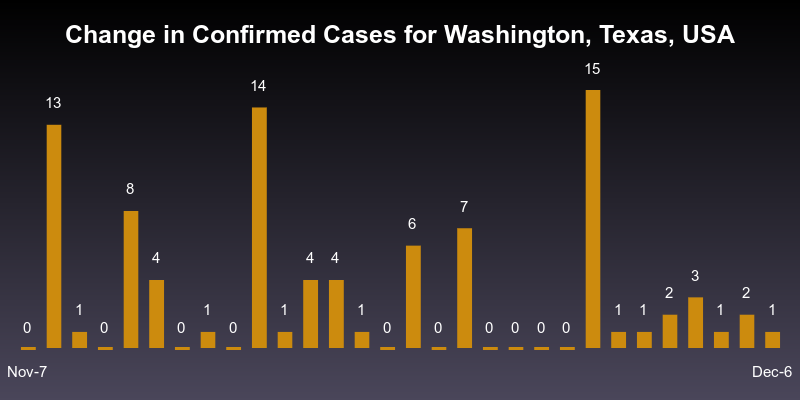 Change in Confirmed Cases for Washington, Texas, USA
0 13 1 0 8 4 0 1 0 14 1 4 4 1 0 6 0 7 0 0 0 0 15 1 1 2 3 1 2 1
Nov-7 Dec-6